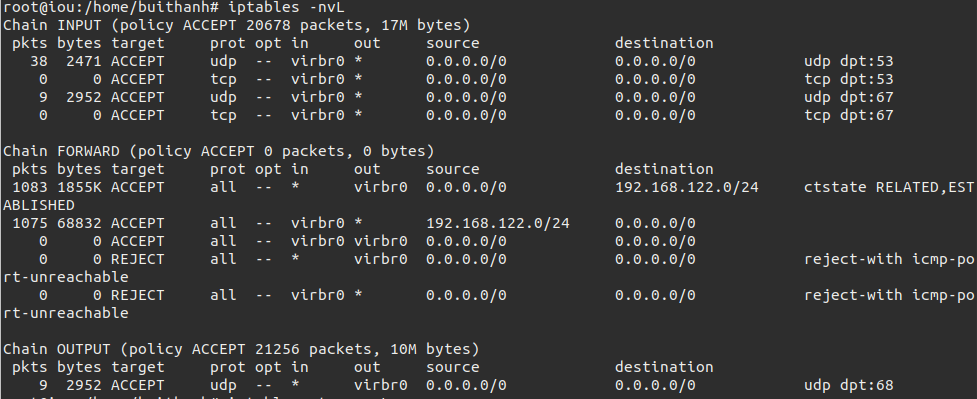 root@iou:/home/buithanh# iptables -nvL
Chain INPUT (policy ACCEPT 20678 packets, 17M bytes)
 pkts bytes target     prot opt in     out     source               destination
   38  2471 ACCEPT     udp  --  virbr0 *       0.0.0.0/0            0.0.0.0/0            udp dpt:53
    0     0 ACCEPT     tcp  --  virbr0 *       0.0.0.0/0            0.0.0.0/0            tcp dpt:53
    9  2952 ACCEPT     udp  --  virbr0 *       0.0.0.0/0            0.0.0.0/0            udp dpt:67
    0     0 ACCEPT     tcp  --  virbr0 *       0.0.0.0/0            0.0.0.0/0            tcp dpt:67
Chain FORWARD (policy ACCEPT 0 packets, 0 bytes)
 pkts bytes target     prot opt in     out     source               destination
 1083 1855K ACCEPT     all  --  *      virbr0  0.0.0.0/0            192.168.122.0/24     ctstate RELATED,EST
ABLISHED
 1075 68832 ACCEPT     all  --  virbr0 *       192.168.122.0/24     0.0.0.0/0
    0     0 ACCEPT     all  --  virbr0 virbr0  0.0.0.0/0            0.0.0.0/0
    0     0 REJECT     all  --  *      virbr0  0.0.0.0/0            0.0.0.0/0            reject-with icmp-po
rt-unreachable
    0     0 REJECT     all  --  virbr0 *       0.0.0.0/0            0.0.0.0/0            reject-with icmp-po
rt-unreachable
Chain OUTPUT (policy ACCEPT 21256 packets, 10M bytes)
 pkts bytes target     prot opt in     out     source               destination
    9  2952 ACCEPT     udp  --  *      virbr0  0.0.0.0/0            0.0.0.0/0            udp dpt:68